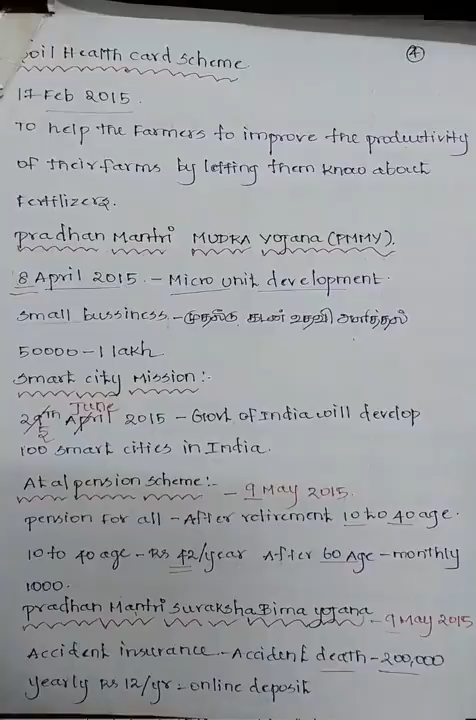 Soil Health card scheme
4
17 Feb 2015.
To help the Farmers to improve the productivity
of their farms by letting them know about
Fertilizers.
pradhan Mantri MUDRA Yojana (PMMY).
8 April 2015. - Micro unit development.
small bussiness - கடன் உதவி அளித்தல்
50000 - 1 lakh
smart city Mission :-
June
2015 - Govt of India will develop
100 smart cities in India.
Atal pension scheme :- - 9 May 2015.
pension for all - After retirement 10 to 40 age.
10 to 40 age - Rs 42/year After 60 Age - monthly
1000.
pradhan Mantri suraksha Bima yojana - 9 May 2015
Accident insurance - Accident death - 200,000
yearly Rs 12/yr - online deposit